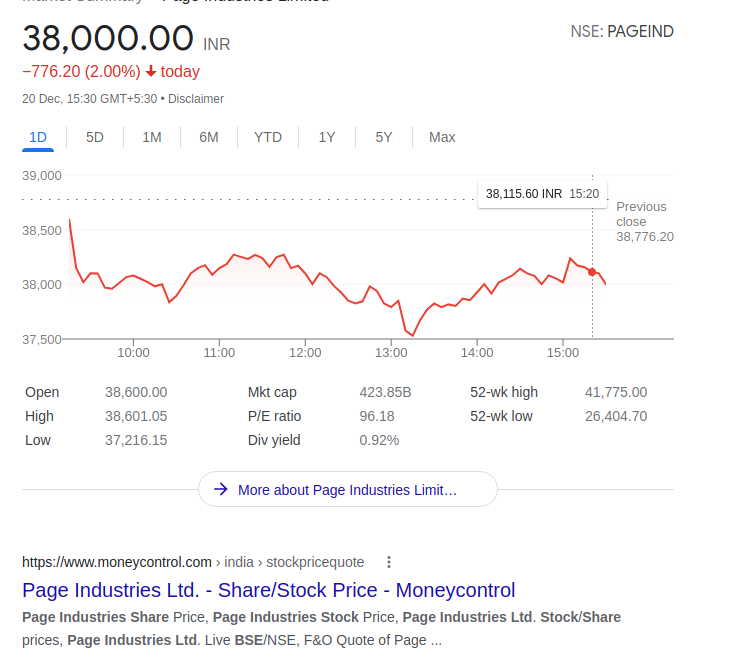 Market Summary > Page Industries Limited
38,000.00 INR
NSE: PAGEIND
−776.20 (2.00%) ↓ today
20 Dec, 15:30 GMT+5:30 • Disclaimer
1D 5D 1M 6M YTD 1Y 5Y Max
39,000
38,115.60 INR 15:20
Previous
close
38,776.20
38,500
38,000
37,500
10:00 11:00 12:00 13:00 14:00 15:00
Open 38,600.00 Mkt cap 423.85B 52-wk high 41,775.00
High 38,601.05 P/E ratio 96.18 52-wk low 26,404.70
Low 37,216.15 Div yield 0.92%
→ More about Page Industries Limit…
https://www.moneycontrol.com › india › stockpricequote
Page Industries Ltd. - Share/Stock Price - Moneycontrol
Page Industries Share Price, Page Industries Stock Price, Page Industries Ltd. Stock/Share
prices, Page Industries Ltd. Live BSE/NSE, F&O Quote of Page ...